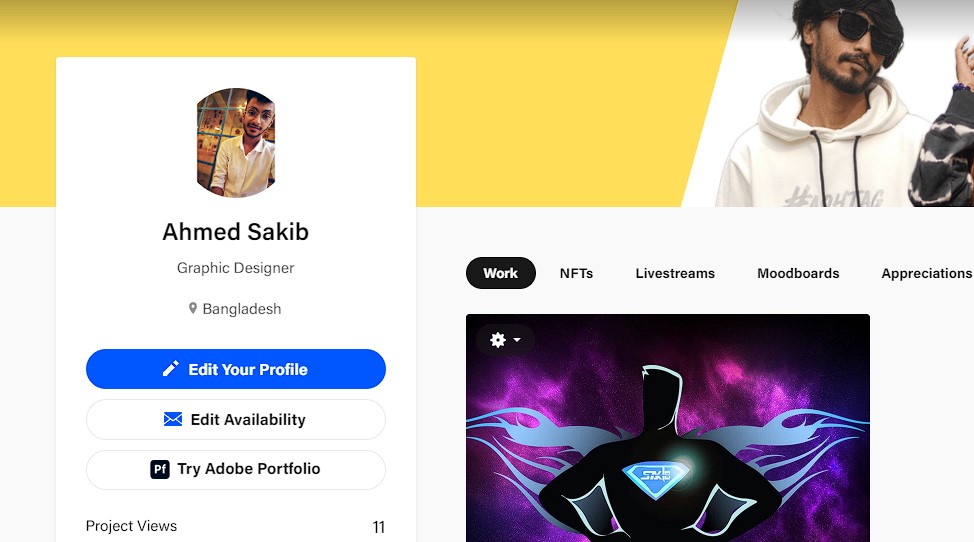 Ahmed Sakib
Graphic Designer
Bangladesh
Edit Your Profile
Edit Availability
Pf Try Adobe Portfolio
Project Views 11
#NOHTAG
Work NFTs Livestreams Moodboards Appreciations